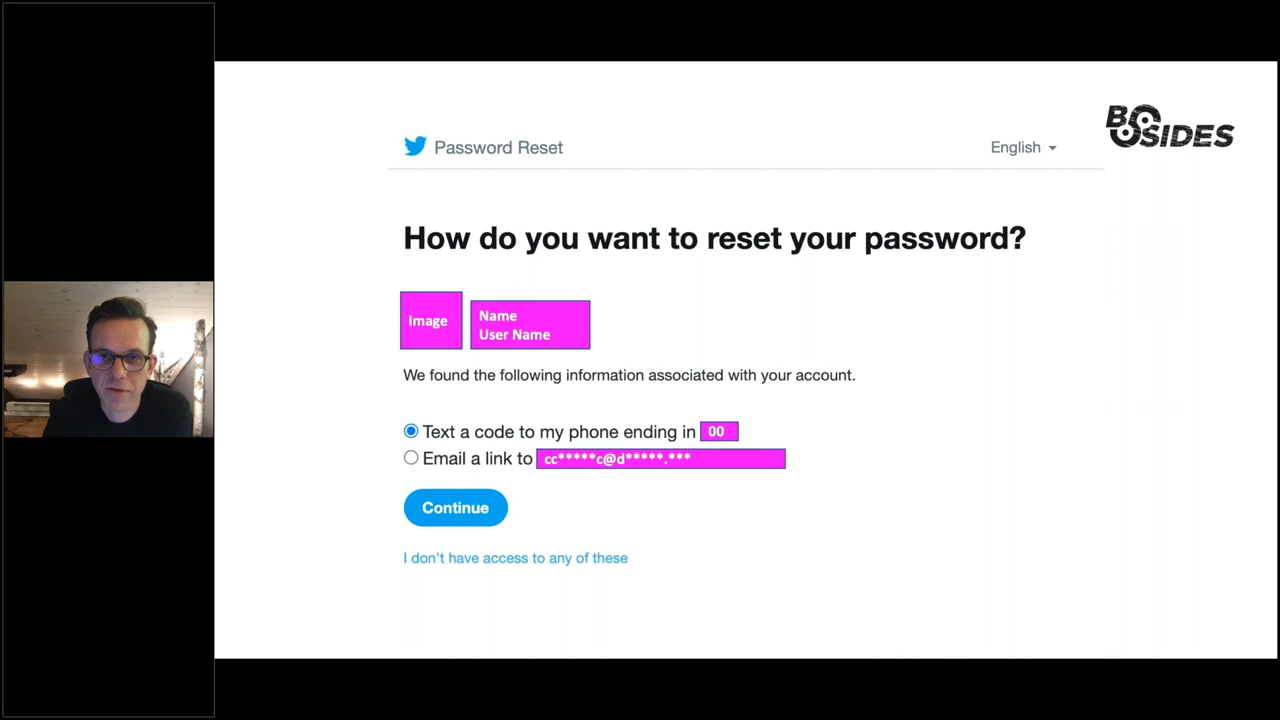 BOSIDES
Password Reset
English
How do you want to reset your password?
Image
Name
User Name
We found the following information associated with your account.
Text a code to my phone ending in 00
Email a link to cc*****c@d*****.***
Continue
I don't have access to any of these